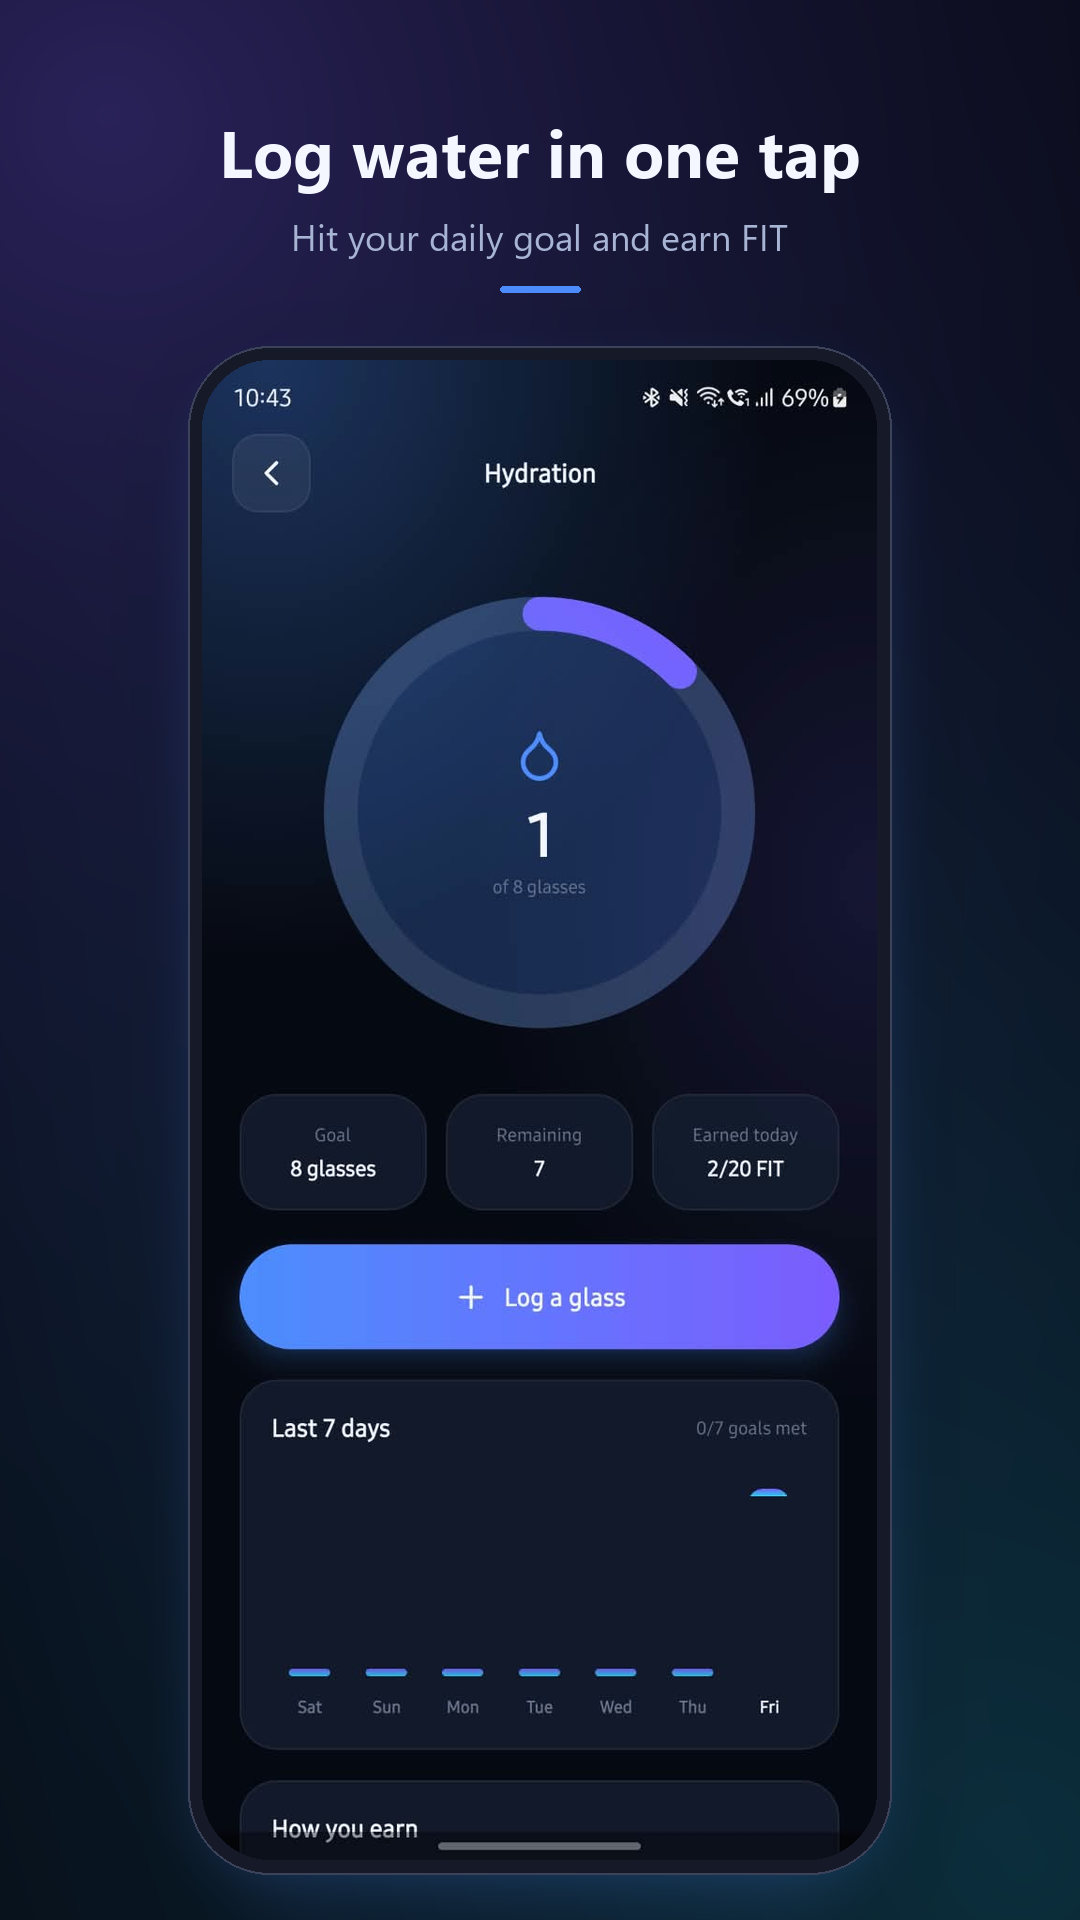 Log water in one tap
Hit your daily goal and earn FIT
10:43
69%
Hydration
1
of 8 glasses
Goal
8 glasses
Remaining
7
Earned today
2/20 FIT
+ Log a glass
Last 7 days
0/7 goals met
Sat Sun Mon Tue Wed Thu Fri
How you earn